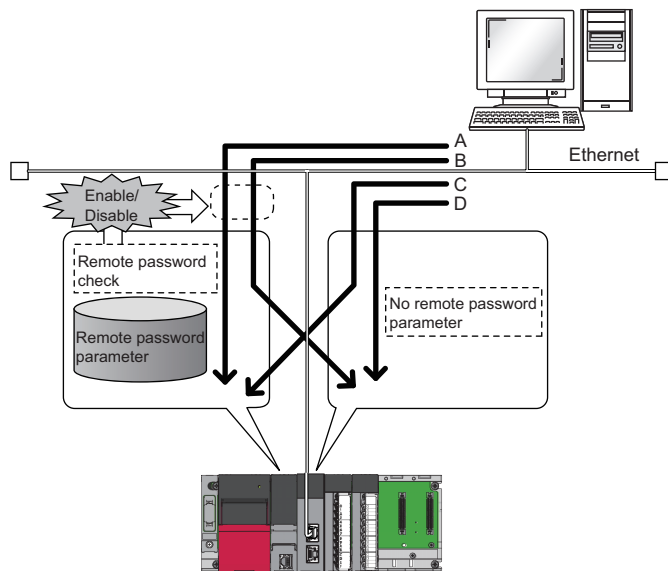 A
B
Ethernet
C
D
Enable/
Disable
Remote password
check
Remote password
parameter
No remote password
parameter